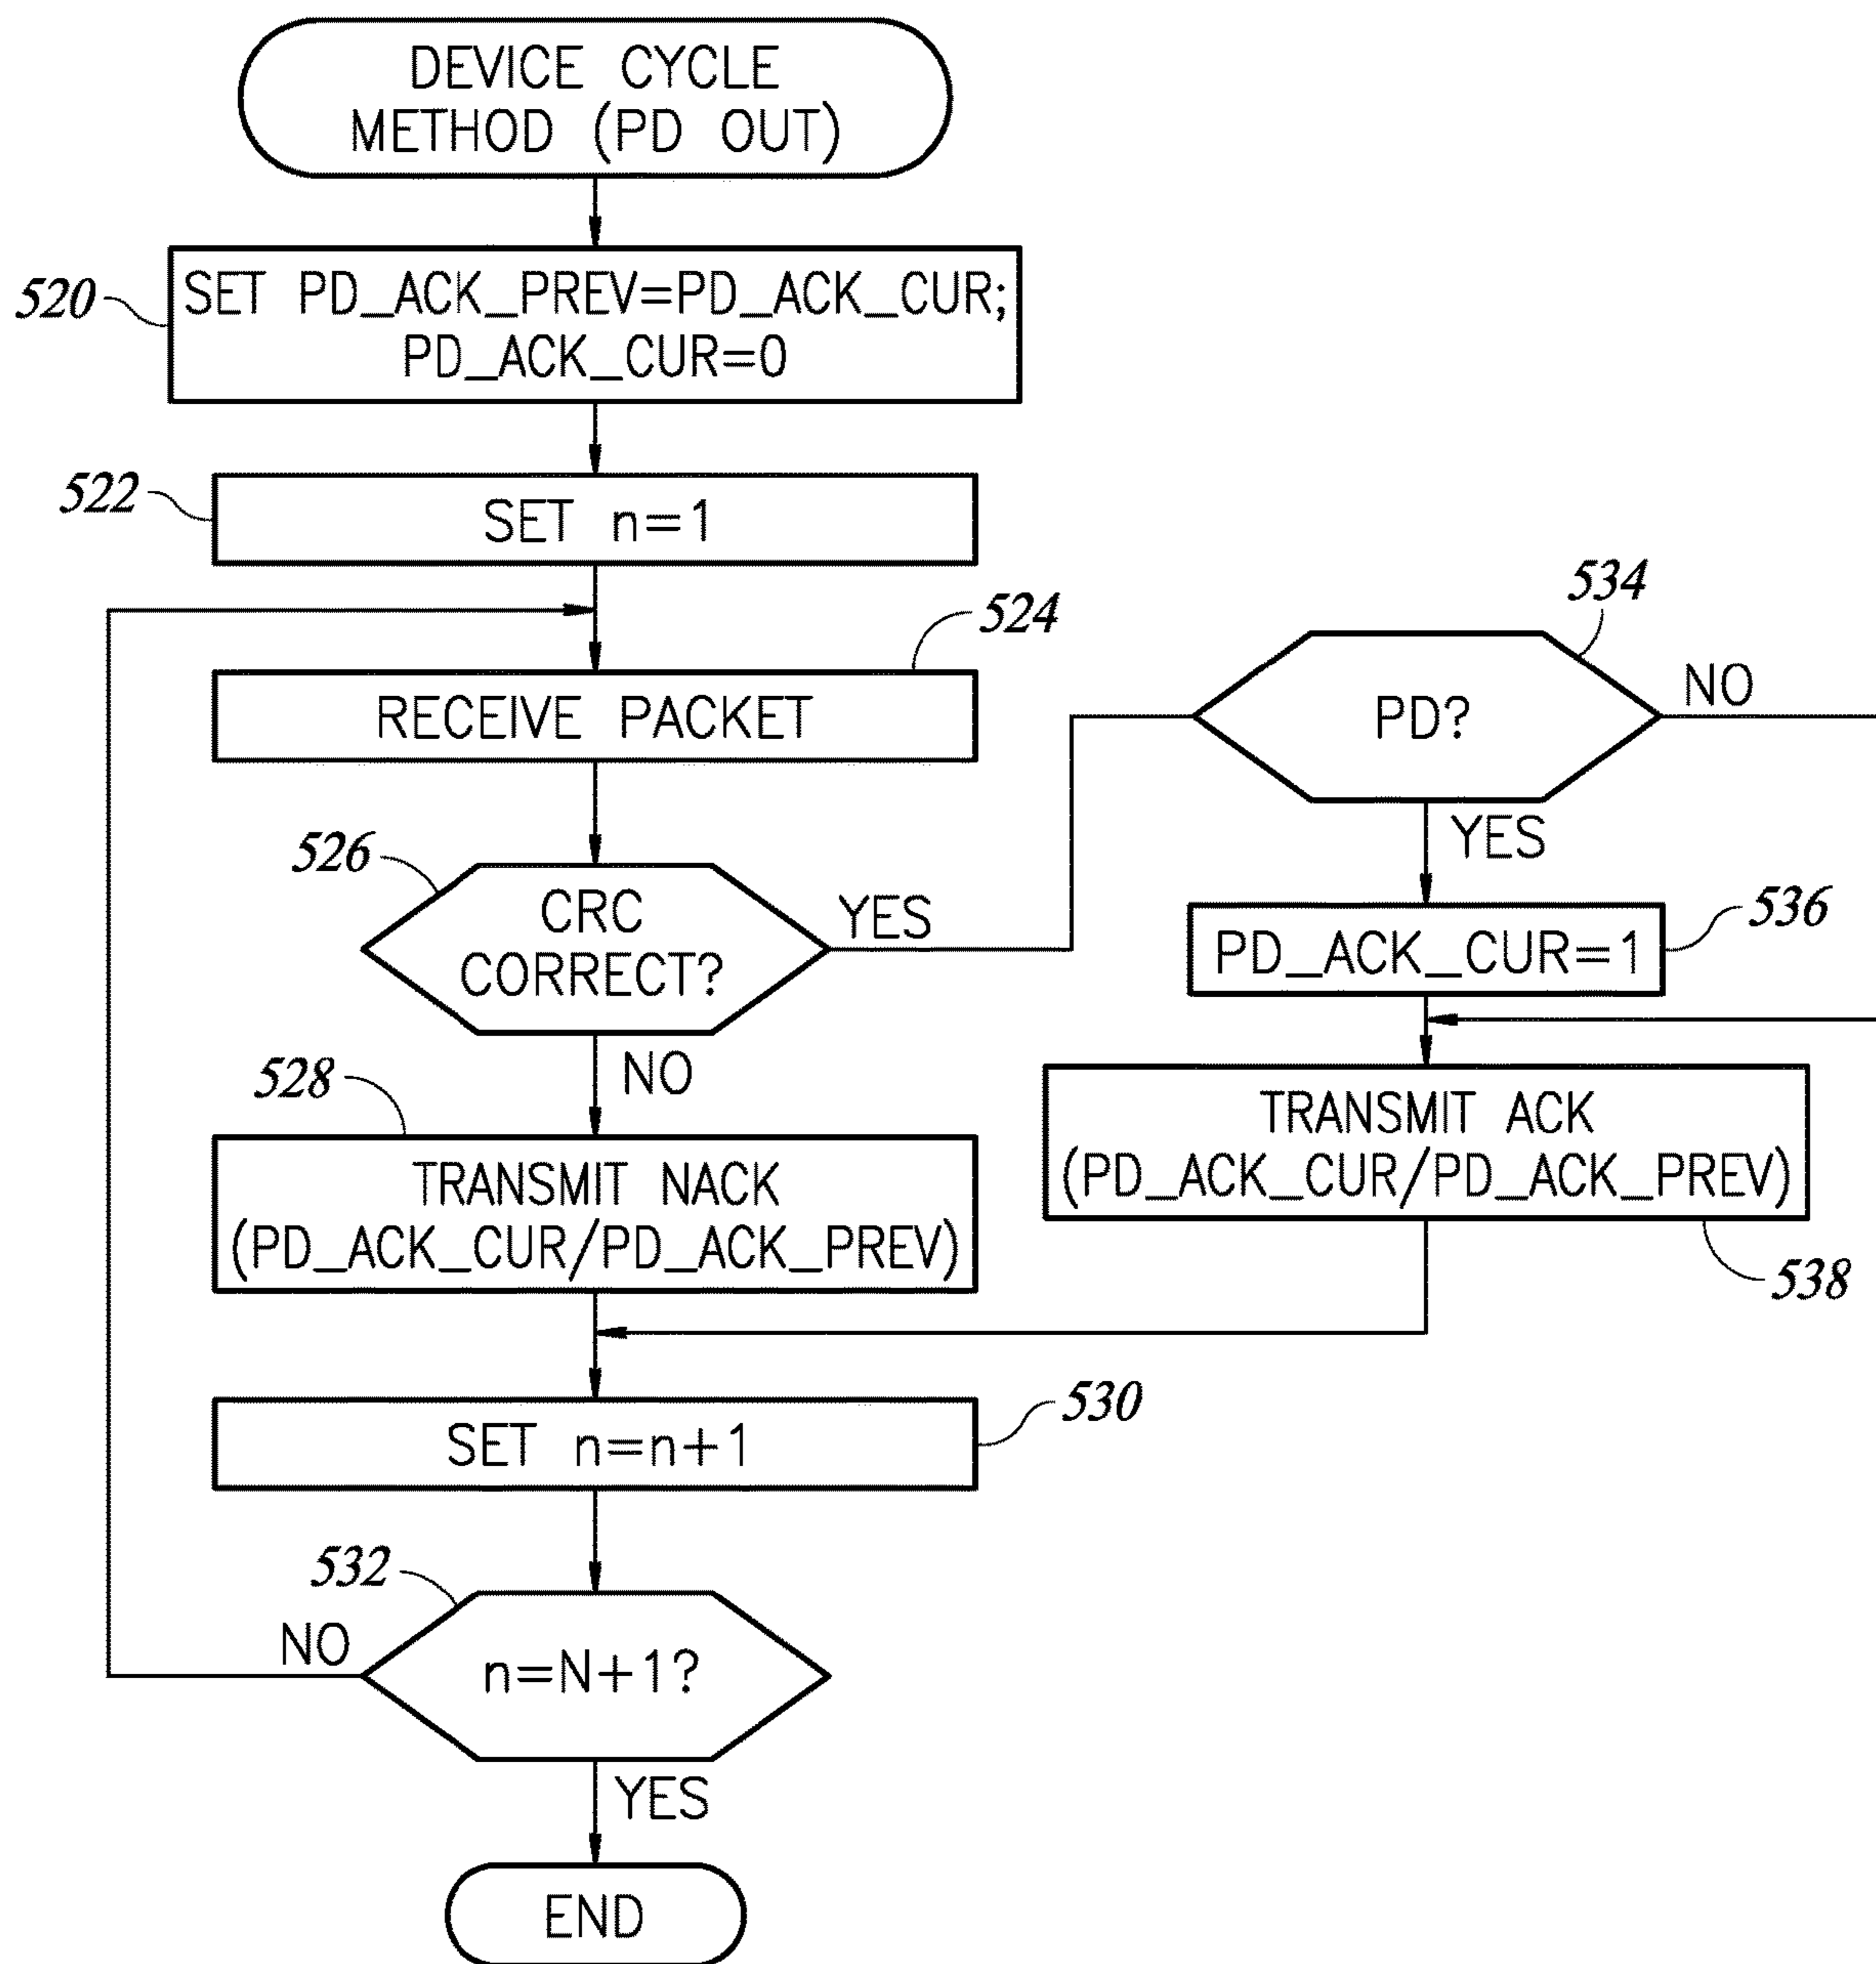 DEVICE CYCLE
METHOD (PD OUT)
520
SET PD_ACK_PREV=PD_ACK_CUR;
PD_ACK_CUR=0
522
SET n=1
524
RECEIVE PACKET
526
CRC
CORRECT?
YES
NO
528
TRANSMIT NACK
(PD_ACK_CUR/PD_ACK_PREV)
530
SET n=n+1
532
n=N+1?
NO
YES
END
534
PD?
NO
YES
536
PD_ACK_CUR=1
TRANSMIT ACK
(PD_ACK_CUR/PD_ACK_PREV)
538